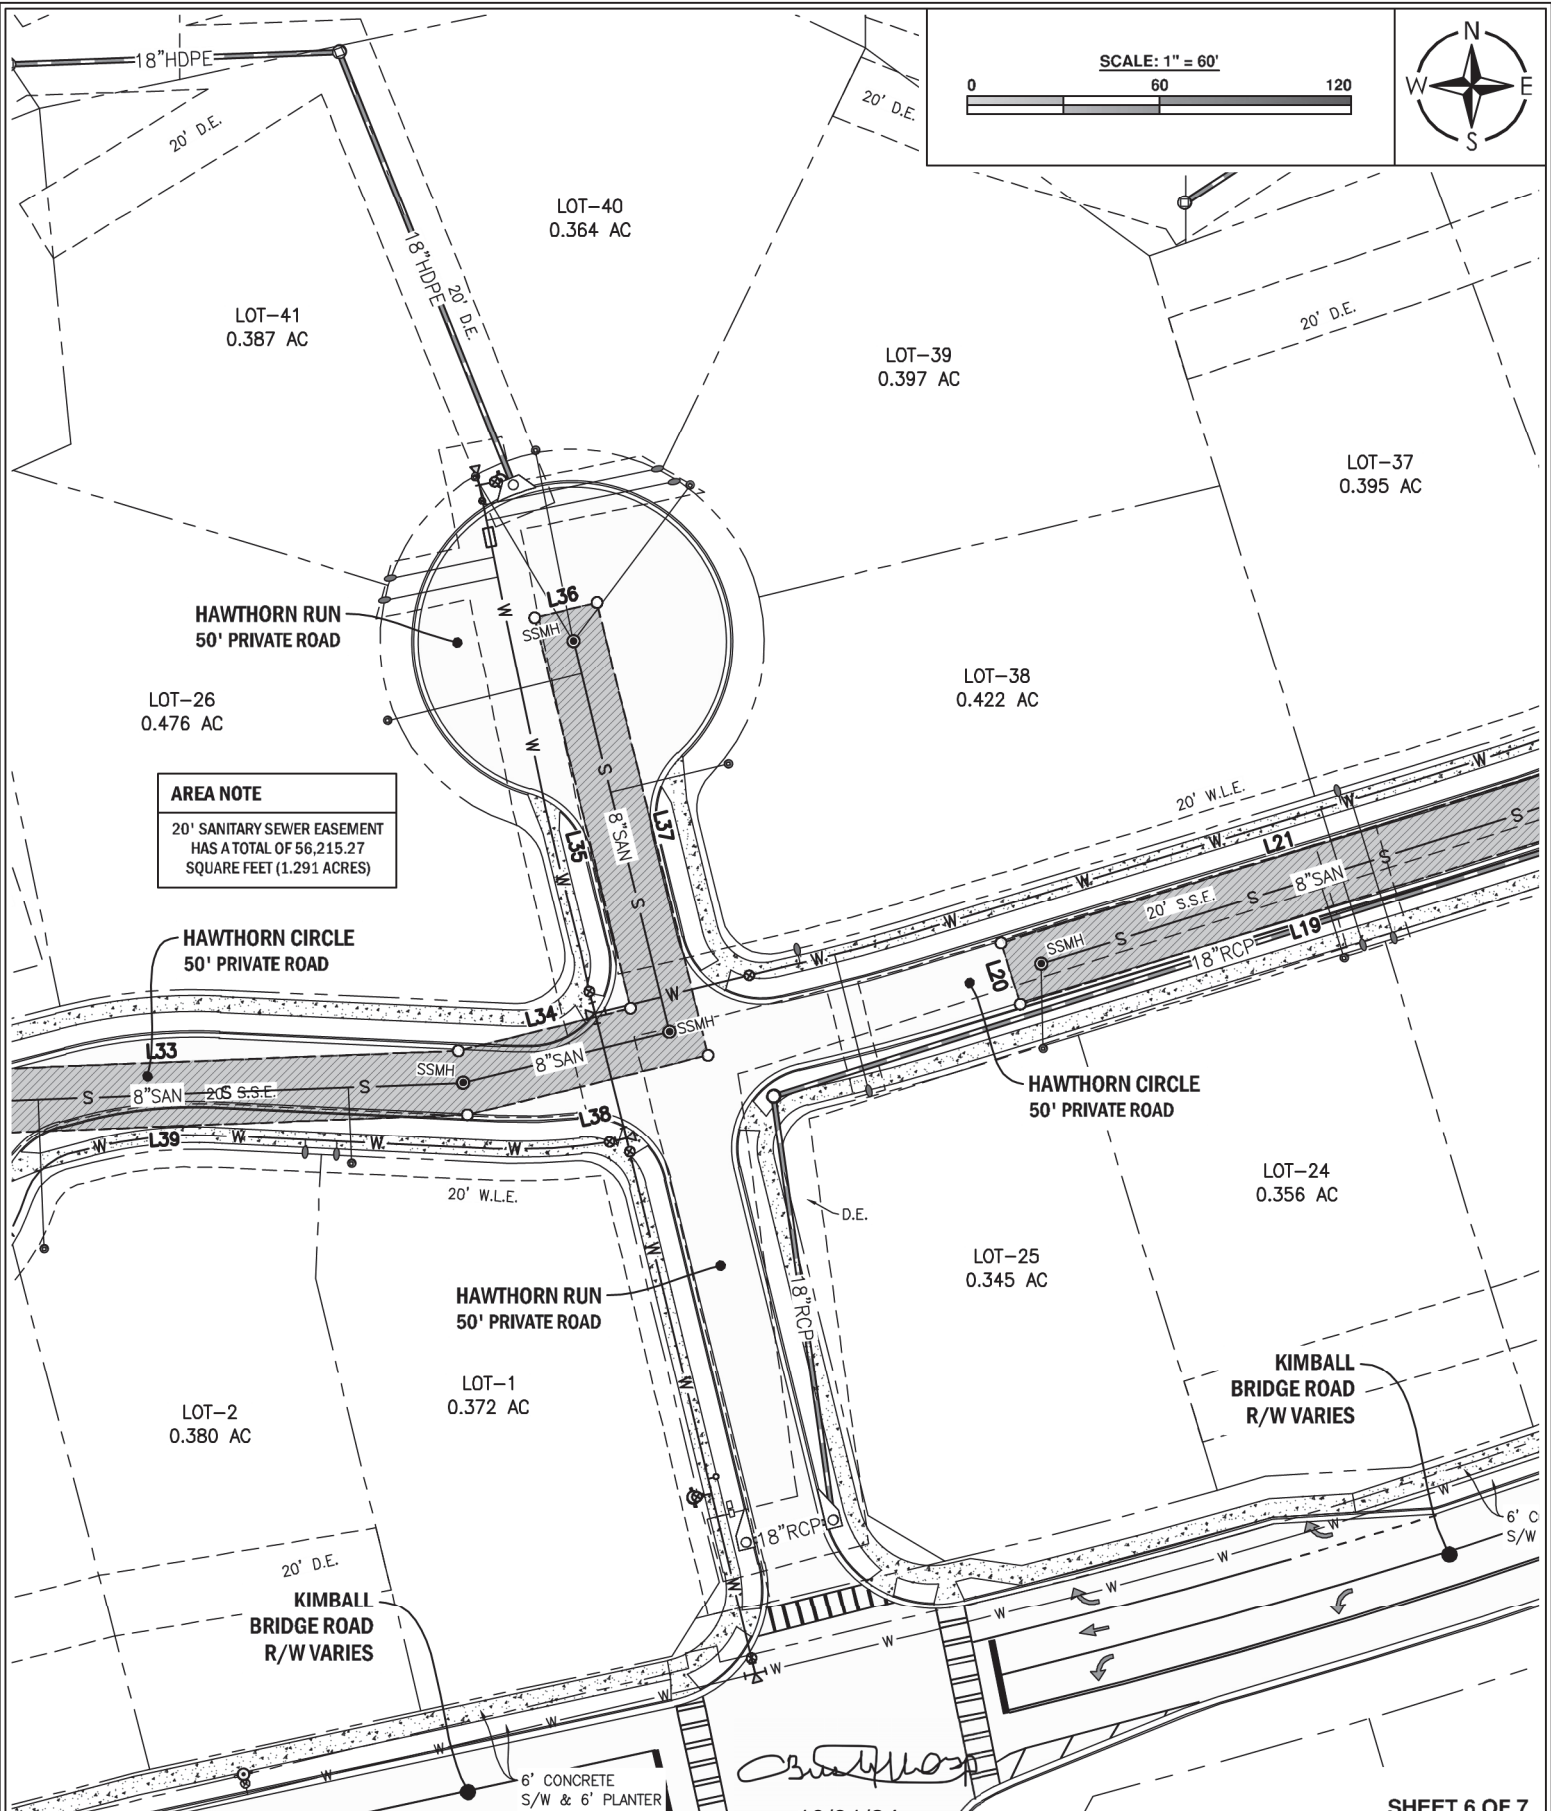 SCALE: 1" = 60'
0 60 120
N
W E
S
18"HDPE
20' D.E.
20' D.E.
LOT-40
0.364 AC
18"HDPE
20' D.E.
LOT-41
0.387 AC
20' D.E.
LOT-39
0.397 AC
LOT-37
0.395 AC
HAWTHORN RUN
50' PRIVATE ROAD
L36
SSMH
W
LOT-26
0.476 AC
LOT-38
0.422 AC
W
S
AREA NOTE
20' SANITARY SEWER EASEMENT
HAS A TOTAL OF 56,215.27
SQUARE FEET (1.291 ACRES)
L35
8"SAN
L37
W
S
20' W.L.E.
W
W
W
L21
S
S
W
8"SAN
20' S.S.E.
S
W
L19
S
18"RCP
SSMH
W
L20
HAWTHORN CIRCLE
50' PRIVATE ROAD
W
L34
SSMH
L33
8"SAN
SSMH
S
8"SAN
20' S.S.E.
S
S
HAWTHORN CIRCLE
50' PRIVATE ROAD
L38
L39
W
W
W
W
20' W.L.E.
LOT-24
0.356 AC
D.E.
W
LOT-25
0.345 AC
HAWTHORN RUN
50' PRIVATE ROAD
18"RCP
KIMBALL
BRIDGE ROAD
R/W VARIES
LOT-1
0.372 AC
W
LOT-2
0.380 AC
18"RCP
W
W
6' C
S/W
W
W
W
20' D.E.
W
W
KIMBALL
BRIDGE ROAD
R/W VARIES
W
W
W
W
W
W
6' CONCRETE
S/W & 6' PLANTER
SHEET 6 OF 7